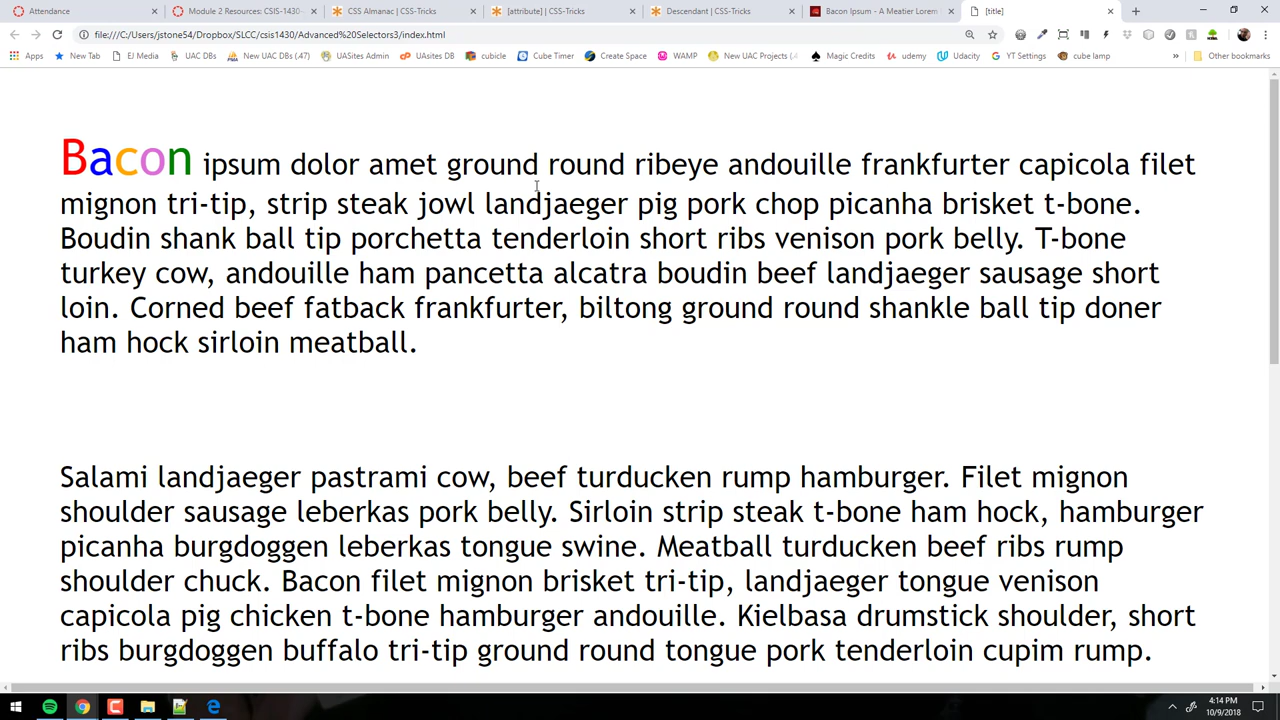 Attendance
Module 2 Resources: CSIS-1430
CSS Almanac | CSS-Tricks
[attribute] | CSS-Tricks
Descendant | CSS-Tricks
Bacon Ipsum - A Meatier Lorem
[title]
file:///C:/Users/jstone54/Dropbox/SLCC/csis1430/Advanced%20Selectors3/index.html
Apps
New Tab
EJ Media
UAC DBs
New UAC DBs (.47)
UASites Admin
UAsites DB
cubicle
Cube Timer
Create Space
WAMP
New UAC Projects (.4
Magic Credits
udemy
Udacity
YT Settings
cube lamp
»
Other bookmarks
Bacon ipsum dolor amet ground round ribeye andouille frankfurter capicola filet
mignon tri-tip, strip steak jowl landjaeger pig pork chop picanha brisket t-bone.
Boudin shank ball tip porchetta tenderloin short ribs venison pork belly. T-bone
turkey cow, andouille ham pancetta alcatra boudin beef landjaeger sausage short
loin. Corned beef fatback frankfurter, biltong ground round shankle ball tip doner
ham hock sirloin meatball.
Salami landjaeger pastrami cow, beef turducken rump hamburger. Filet mignon
shoulder sausage leberkas pork belly. Sirloin strip steak t-bone ham hock, hamburger
picanha burgdoggen leberkas tongue swine. Meatball turducken beef ribs rump
shoulder chuck. Bacon filet mignon brisket tri-tip, landjaeger tongue venison
capicola pig chicken t-bone hamburger andouille. Kielbasa drumstick shoulder, short
ribs burgdoggen buffalo tri-tip ground round tongue pork tenderloin cupim rump.
4:14 PM
10/9/2018